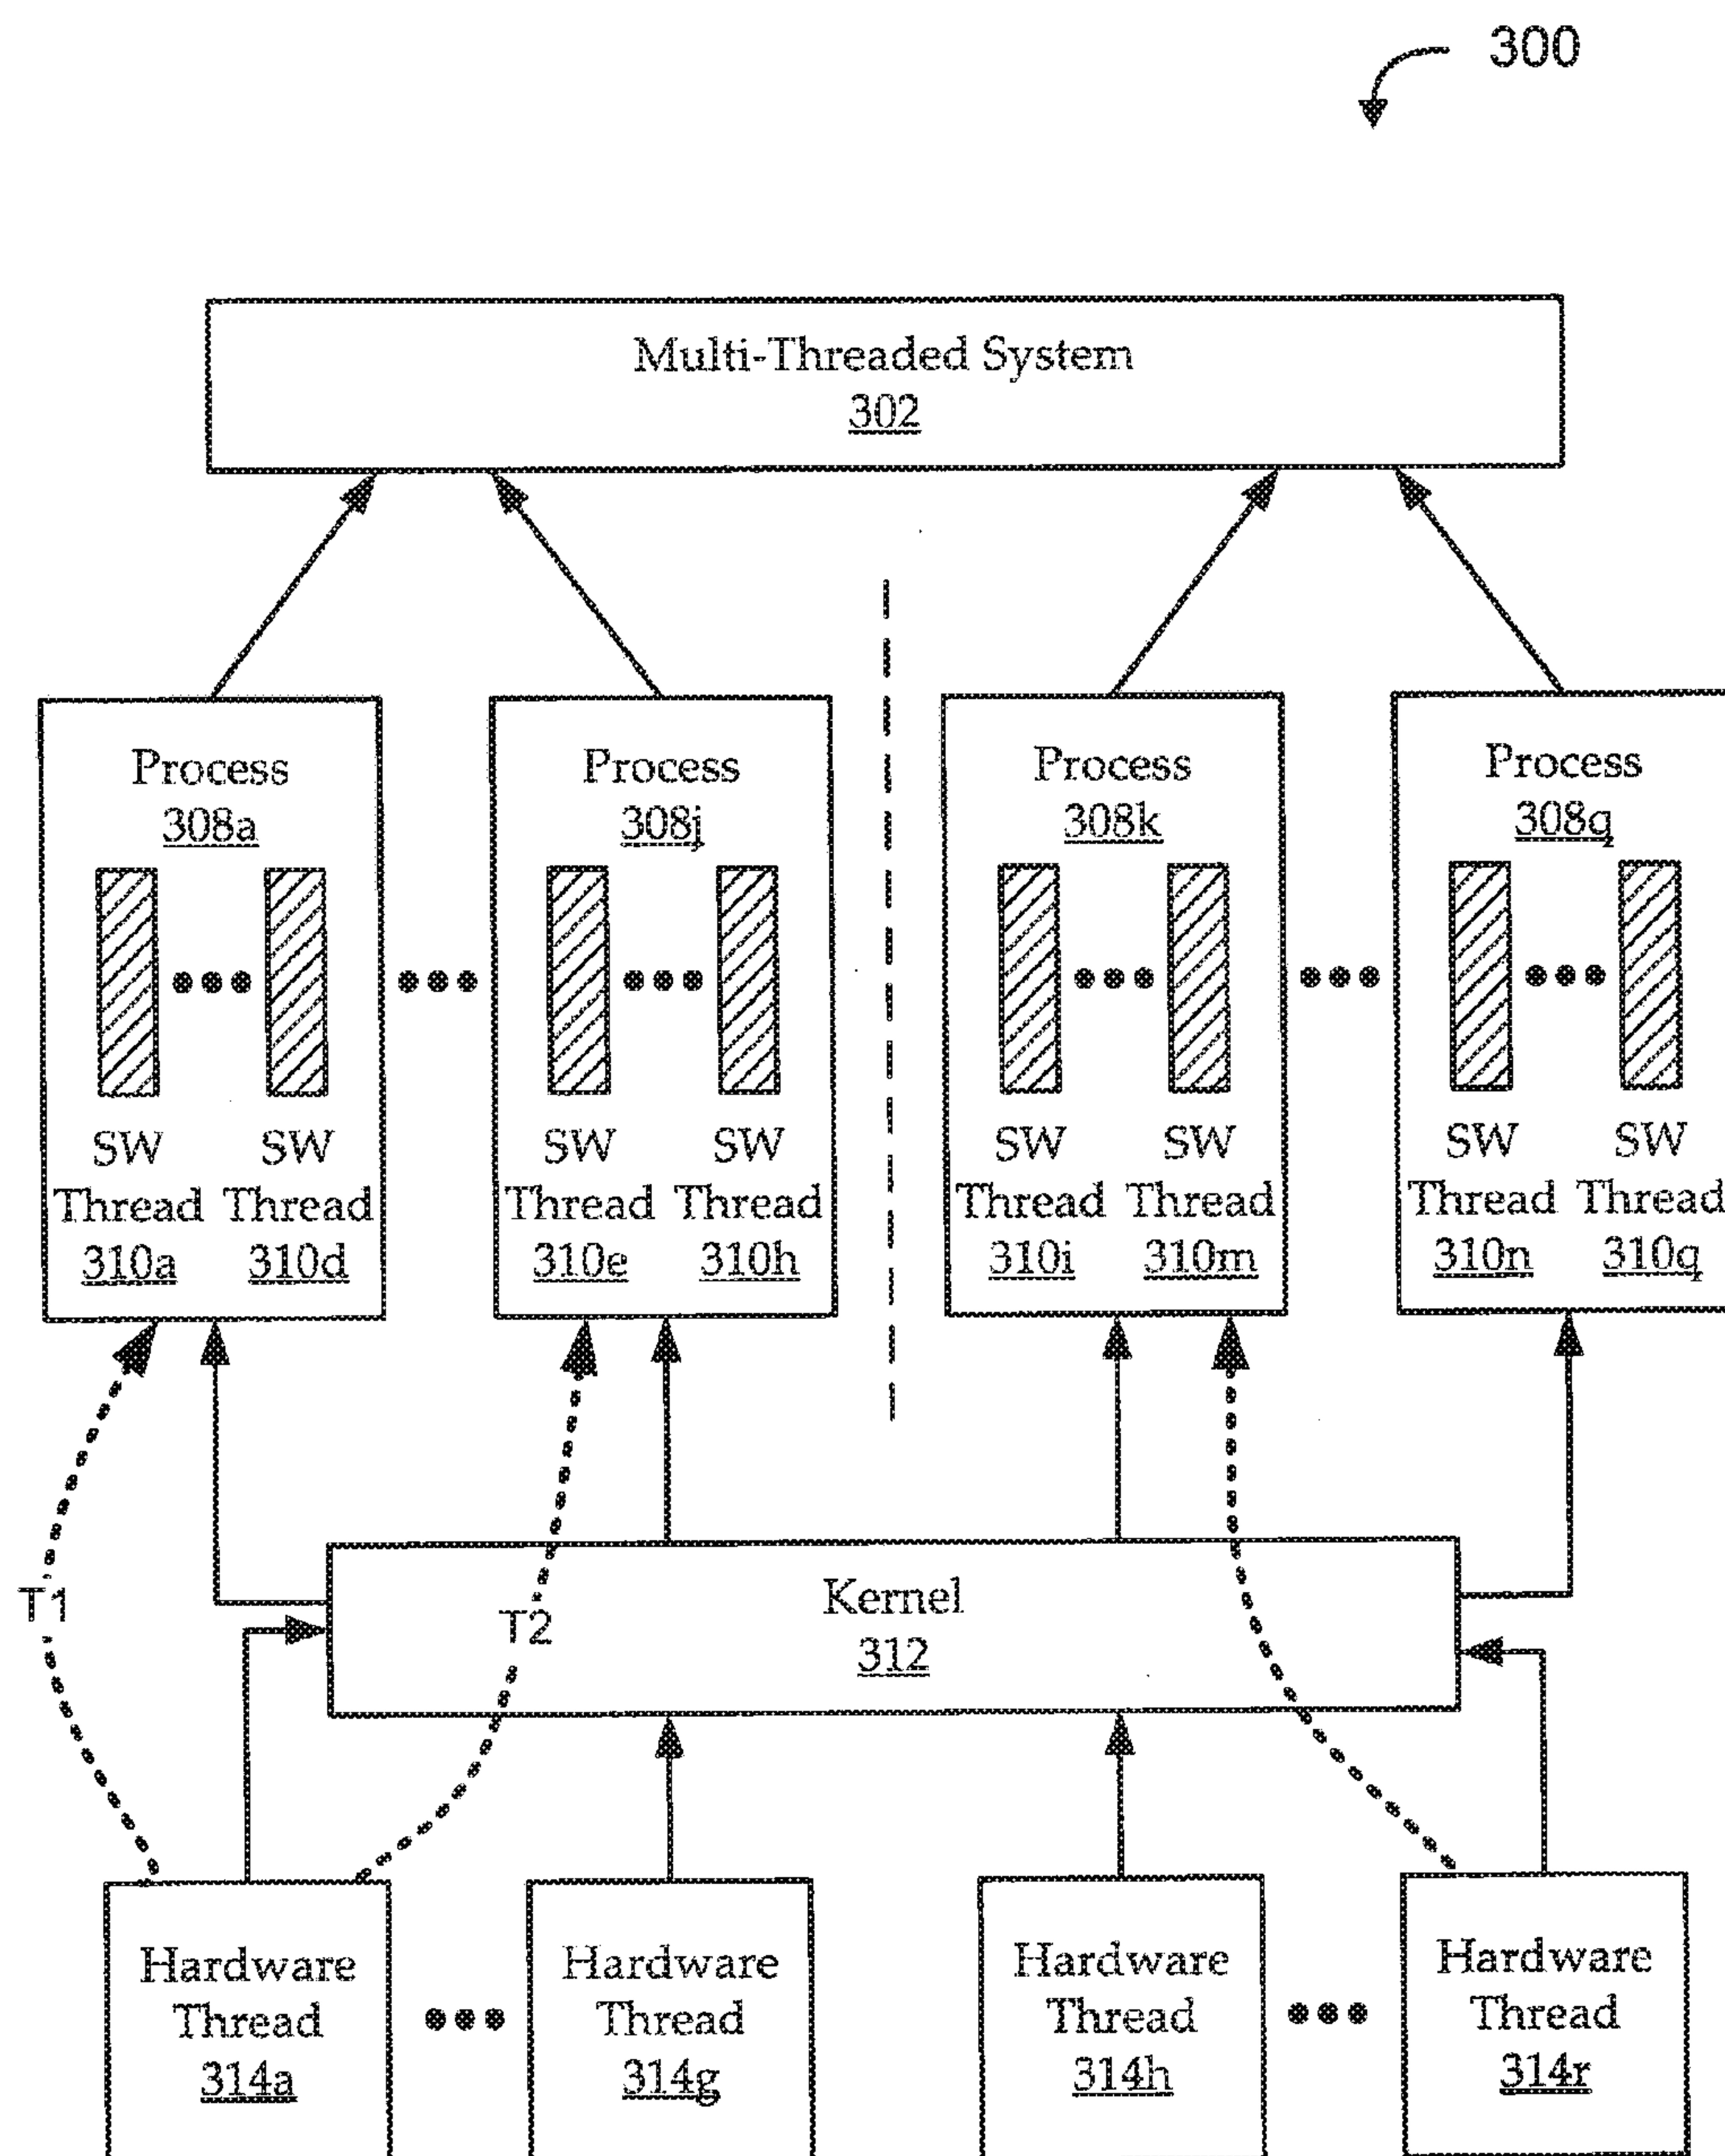 300
Multi-Threaded System
302
Process
308a
Process
308j
Process
308k
Process
308q
SW
Thread
310a
SW
Thread
310d
SW
Thread
310e
SW
Thread
310h
SW
Thread
310i
SW
Thread
310m
SW
Thread
310n
SW
Thread
310q
T1
T2
Kernel
312
Hardware
Thread
314a
Hardware
Thread
314g
Hardware
Thread
314h
Hardware
Thread
314r